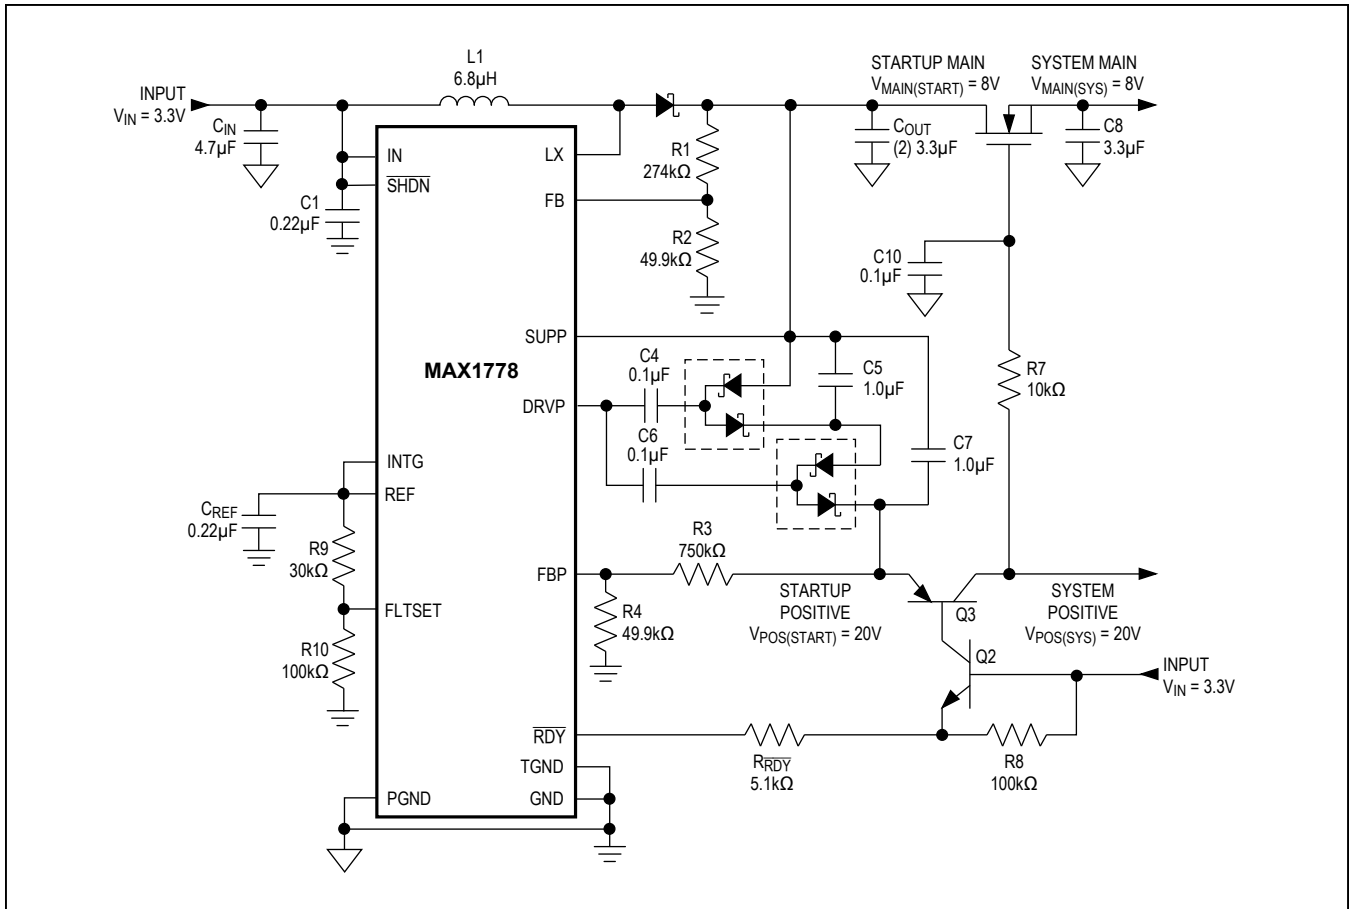 L1
6.8µH
INPUT
V_IN = 3.3V
C_IN
4.7µF
STARTUP MAIN
V_MAIN(START) = 8V
SYSTEM MAIN
V_MAIN(SYS) = 8V
C_OUT
(2) 3.3µF
C8
3.3µF
IN
S̅H̅D̅N̅
C1
0.22µF
LX
FB
R1
274kΩ
R2
49.9kΩ
C10
0.1µF
SUPP
MAX1778
DRVP
C4
0.1µF
C5
1.0µF
C6
0.1µF
C7
1.0µF
R7
10kΩ
INTG
REF
C_REF
0.22µF
R9
30kΩ
FLTSET
R10
100kΩ
FBP
R3
750kΩ
R4
49.9kΩ
STARTUP
POSITIVE
V_POS(START) = 20V
Q3
SYSTEM
POSITIVE
V_POS(SYS) = 20V
Q2
INPUT
V_IN = 3.3V
R̅D̅Y̅
R_R̅D̅Y̅
5.1kΩ
R8
100kΩ
TGND
PGND
GND